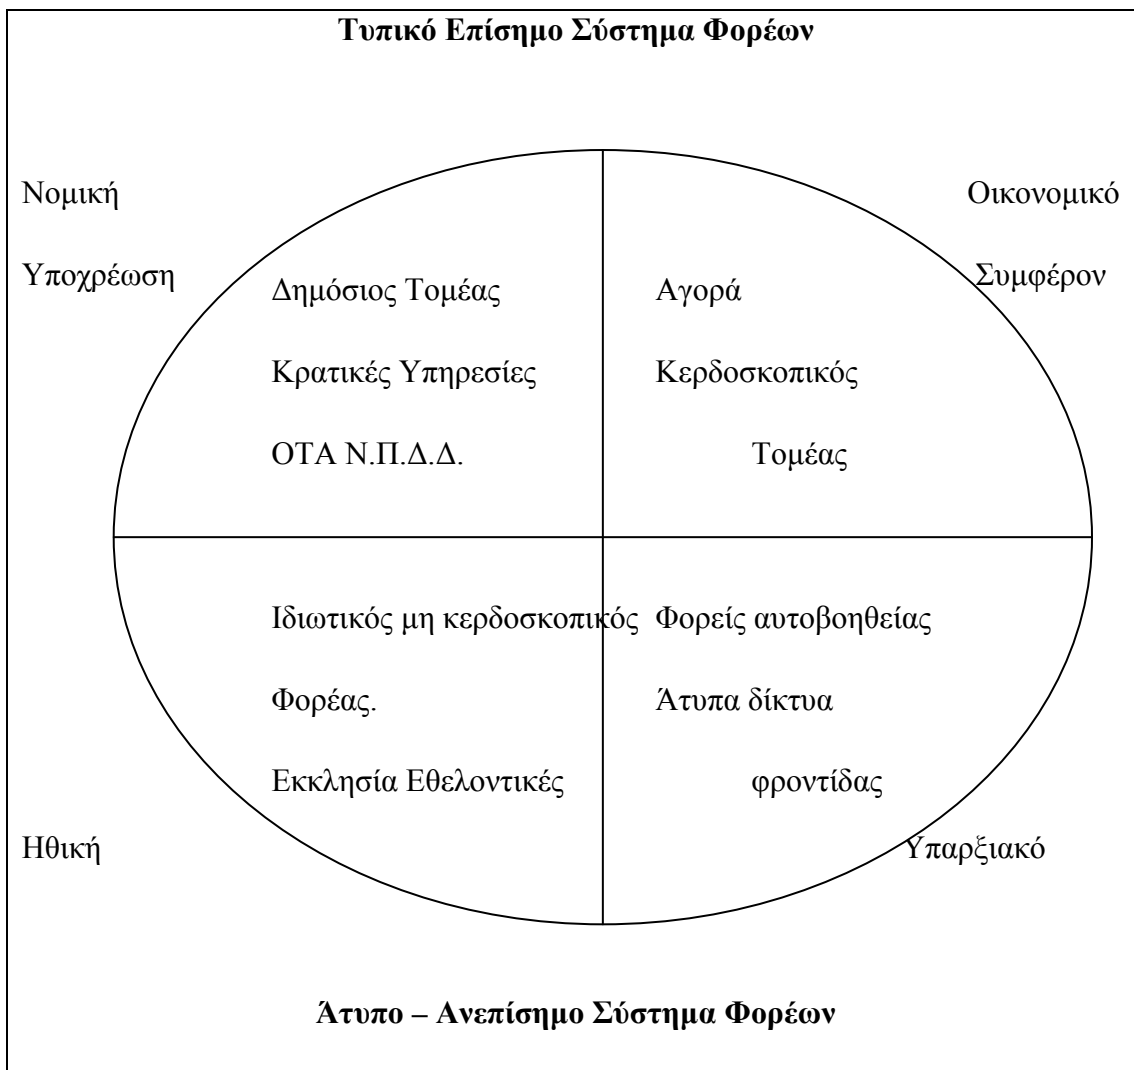 Τυπικό Επίσημο Σύστημα Φορέων
Νομική
Υποχρέωση
Οικονομικό
Συμφέρον
Δημόσιος Τομέας
Κρατικές Υπηρεσίες
ΟΤΑ Ν.Π.Δ.Δ.
Αγορά
Κερδοσκοπικός
Τομέας
Ιδιωτικός μη κερδοσκοπικός
Φορέας.
Εκκλησία Εθελοντικές
Φορείς αυτοβοηθείας
Άτυπα δίκτυα
φροντίδας
Ηθική
Υπαρξιακό
Άτυπο – Ανεπίσημο Σύστημα Φορέων